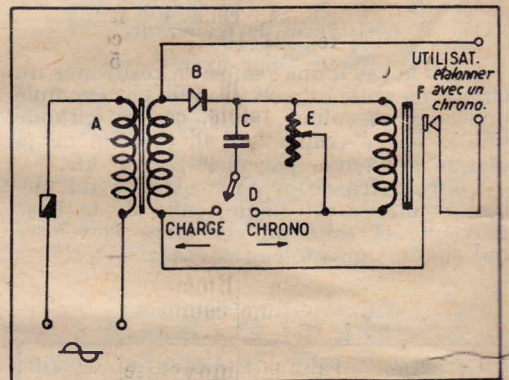 UTILISAT.
étalonner
avec un
chrono.
J
F
B
A
C
E
D
CHARGE
CHRONO